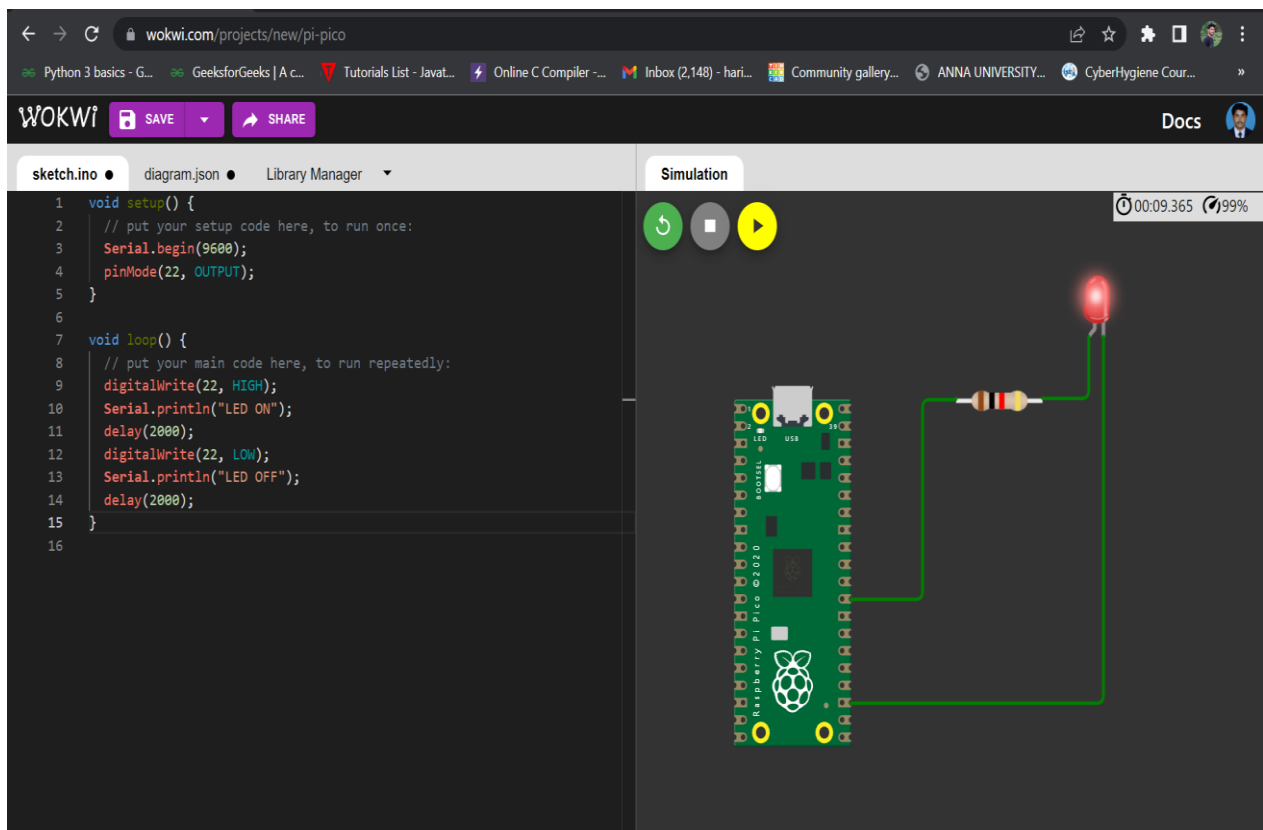 wokwi.com/projects/new/pi-pico
Python 3 basics - G... GeeksforGeeks | A c... Tutorials List - Javat... Online C Compiler -... Inbox (2,148) - hari... Community gallery... ANNA UNIVERSITY... CyberHygiene Cour... »
WOKWi SAVE SHARE Docs
sketch.ino ● diagram.json ● Library Manager
Simulation
00:09.365 99%
1 void setup() {
2 // put your setup code here, to run once:
3 Serial.begin(9600);
4 pinMode(22, OUTPUT);
5 }
6
7 void loop() {
8 // put your main code here, to run repeatedly:
9 digitalWrite(22, HIGH);
10 Serial.println("LED ON");
11 delay(2000);
12 digitalWrite(22, LOW);
13 Serial.println("LED OFF");
14 delay(2000);
15 }
16
1
2 39
LED USB
BOOTSEL
Raspberry Pi Pico ©2020